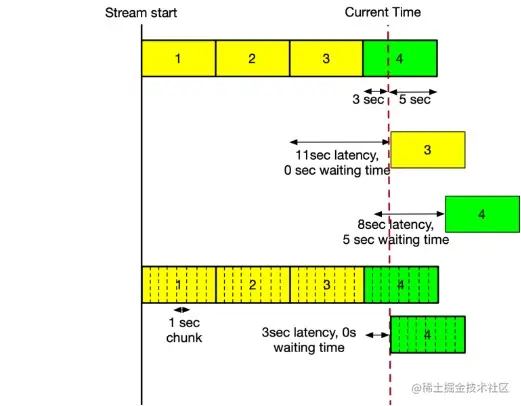 Stream start
Current Time
1
2
3
4
3 sec
5 sec
11sec latency,
0 sec waiting time
3
8sec latency,
5 sec waiting time
4
1
2
3
4
1 sec
chunk
3sec latency, 0s
waiting time
4
@稀土掘金技术社区